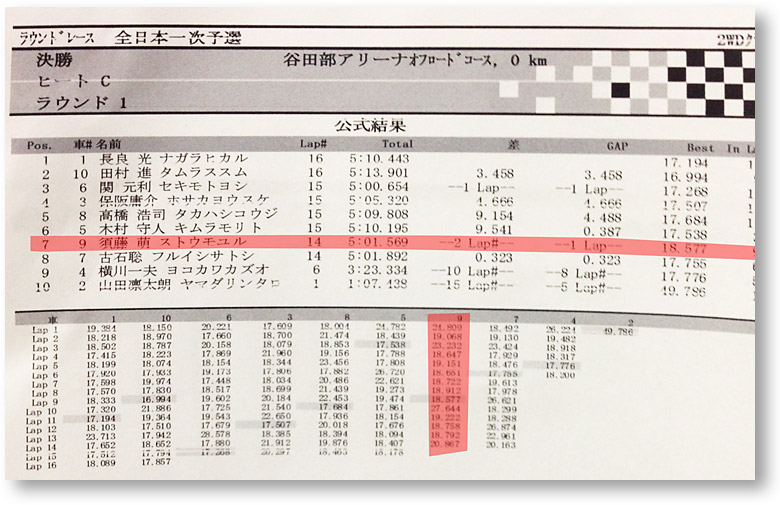 ラウンドレース 全日本一次予選 2WD/
決勝 谷田部アリーナオフロードコース, 0 km
ヒート C
ラウンド 1
公式結果
Pos. 車# 名前 Lap# Total 差 GAP Best In
1 1 長良 光 ナガラヒカル 16 5:10.443 17.194
2 10 田村 進 タムラススム 16 5:13.901 3.458 3.458 16.994
3 6 関 元利 セキモトヨシ 15 5:00.654 --1 Lap-- --1 Lap-- 17.268
4 3 保阪庸介 ホサカヨウスケ 15 5:05.320 4.666 4.666 17.507
5 8 高橋 浩司 タカハシコウジ 15 5:09.808 9.154 4.488 17.684
6 5 木村 守人 キムラモリト 15 5:10.195 9.541 0.387 17.538
7 9 須藤 萌 ストウモユル 14 5:01.569 --2 Lap#-- --1 Lap-- 18.577
8 7 古石聡 フルイシサトシ 14 5:01.892 0.323 0.323 17.755
9 4 横川一夫 ヨコカワカズオ 6 3:23.334 --10 Lap#-- --8 Lap#-- 17.776
10 2 山田凛太朗 ヤマダリンタロ 1 1:07.438 --15 Lap#-- --5 Lap#-- 49.786
車 1 10 6 3 8 5 9 7 4 2
Lap 1 19.384 18.150 20.221 17.609 18.004 24.782 24.809 18.492 26.224 49.786
Lap 2 18.218 18.970 17.660 18.700 21.474 18.439 19.068 19.130 19.482
Lap 3 18.502 18.787 20.158 18.079 18.853 17.538 23.232 23.424 18.918
Lap 4 17.415 18.223 17.869 21.960 19.156 17.788 18.647 17.929 18.317
Lap 5 18.199 18.074 18.154 18.344 23.456 17.808 19.151 18.476 17.776
Lap 6 17.920 17.933 19.173 17.806 17.882 26.720 18.651 17.755 18.200
Lap 7 17.598 19.974 17.448 18.034 20.486 22.621 18.722 19.613
Lap 8 17.570 17.830 18.517 18.699 21.439 19.273 18.912 17.978
Lap 9 18.333 16.994 19.602 20.184 22.453 19.474 18.577 26.621
Lap 10 17.320 21.886 17.725 21.540 17.684 17.861 27.644 18.299
Lap 11 17.194 19.364 19.543 22.650 17.936 18.154 19.222 18.288
Lap 12 18.103 17.510 17.679 17.507 20.018 17.676 18.758 26.874
Lap 13 23.713 17.942 28.578 18.385 18.394 18.094 18.792 22.961
Lap 14 17.652 18.652 17.880 21.912 19.876 18.407 20.867 20.163
Lap 15 17.512 17.794 17.268 20.297 18.463 18.178
Lap 16 18.089 17.857